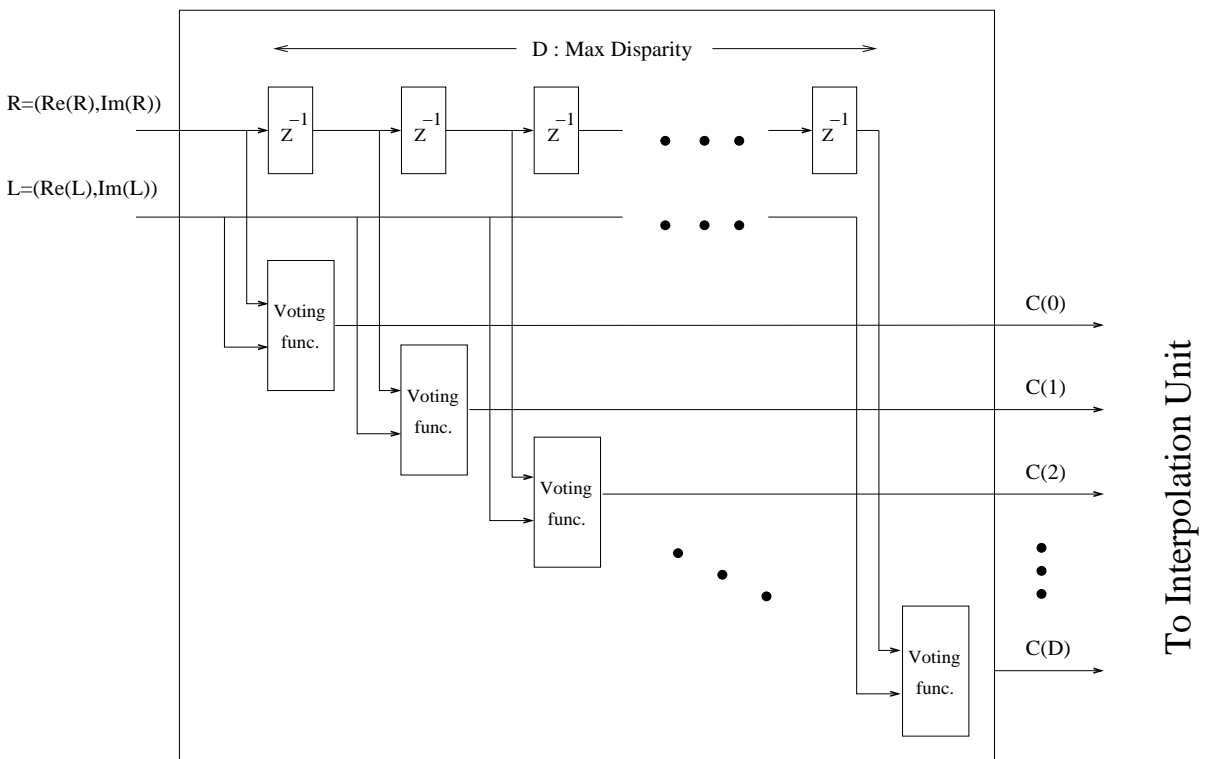 D : Max Disparity
R=(Re(R),Im(R))
Z⁻¹
Z⁻¹
Z⁻¹
Z⁻¹
L=(Re(L),Im(L))
Voting
func.
C(0)
Voting
func.
C(1)
Voting
func.
C(2)
Voting
func.
C(D)
To Interpolation Unit